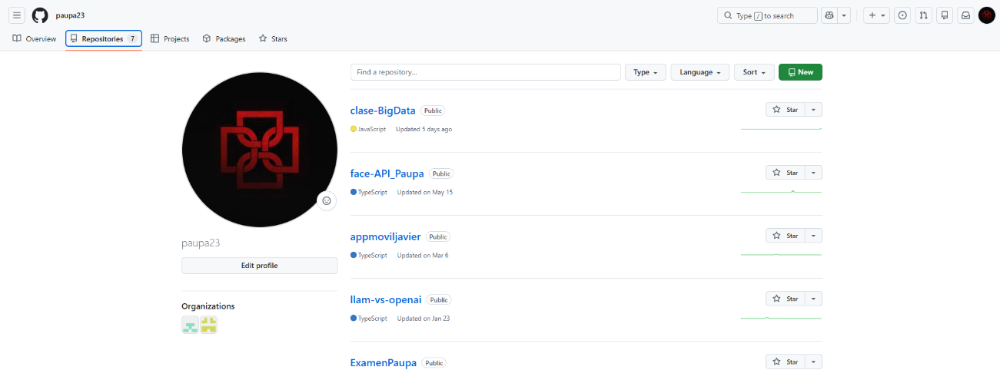 paupa23
Type / to search
Overview
Repositories 7
Projects
Packages
Stars
Find a repository...
Type
Language
Sort
New
clase-BigData Public
Star
JavaScript Updated 5 days ago
face-API_Paupa Public
Star
TypeScript Updated on May 15
appmoviljavier Public
Star
TypeScript Updated on Mar 6
llam-vs-openai Public
Star
TypeScript Updated on Jan 23
ExamenPaupa Public
Star
paupa23
Edit profile
Organizations